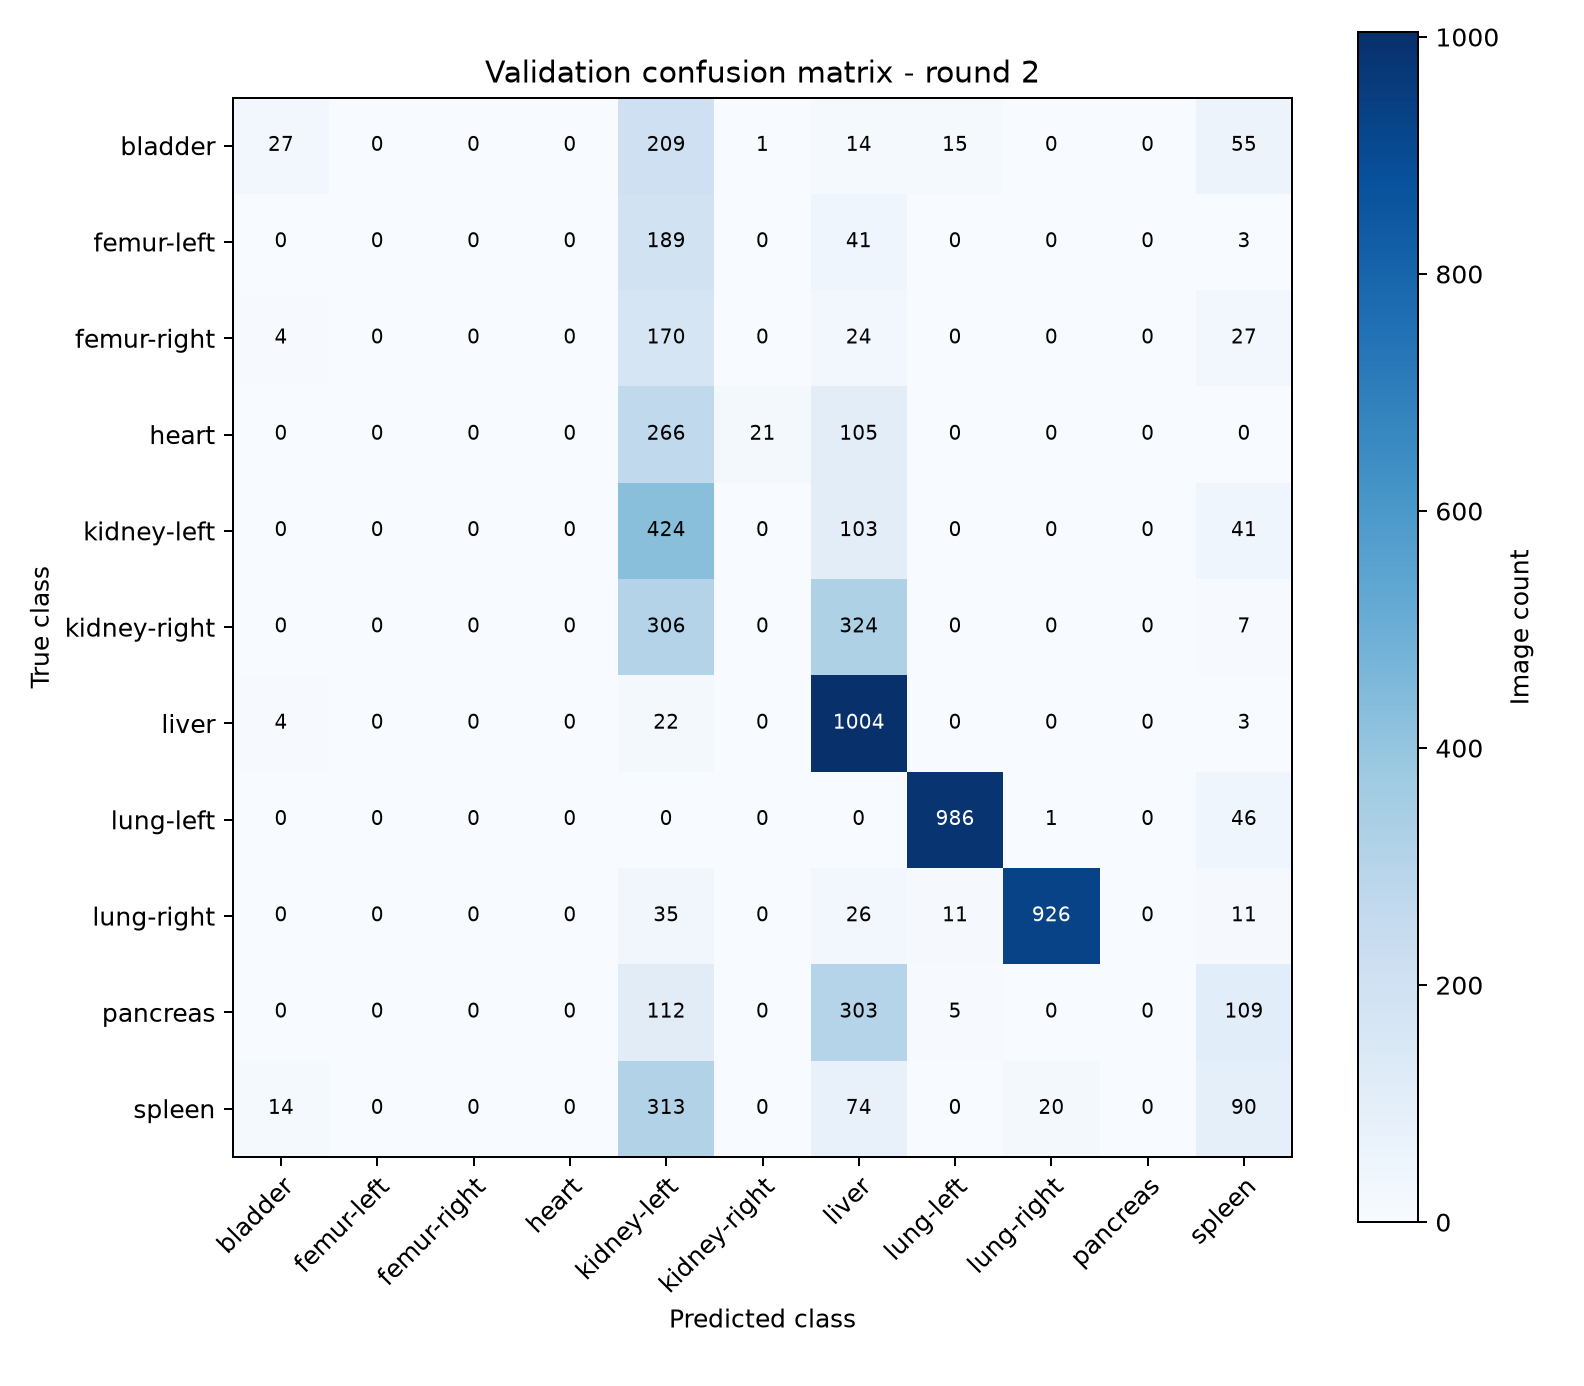 Validation confusion matrix - round 2
bladder 27 0 0 0 209 1 14 15 0 0 55
femur-left 0 0 0 0 189 0 41 0 0 0 3
femur-right 4 0 0 0 170 0 24 0 0 0 27
heart 0 0 0 0 266 21 105 0 0 0 0
kidney-left 0 0 0 0 424 0 103 0 0 0 41
kidney-right 0 0 0 0 306 0 324 0 0 0 7
liver 4 0 0 0 22 0 1004 0 0 0 3
lung-left 0 0 0 0 0 0 0 986 1 0 46
lung-right 0 0 0 0 35 0 26 11 926 0 11
pancreas 0 0 0 0 112 0 303 5 0 0 109
spleen 14 0 0 0 313 0 74 0 20 0 90
True class
bladder femur-left femur-right heart kidney-left kidney-right liver lung-left lung-right pancreas spleen
Predicted class
1000
800
600
400
200
0
Image count